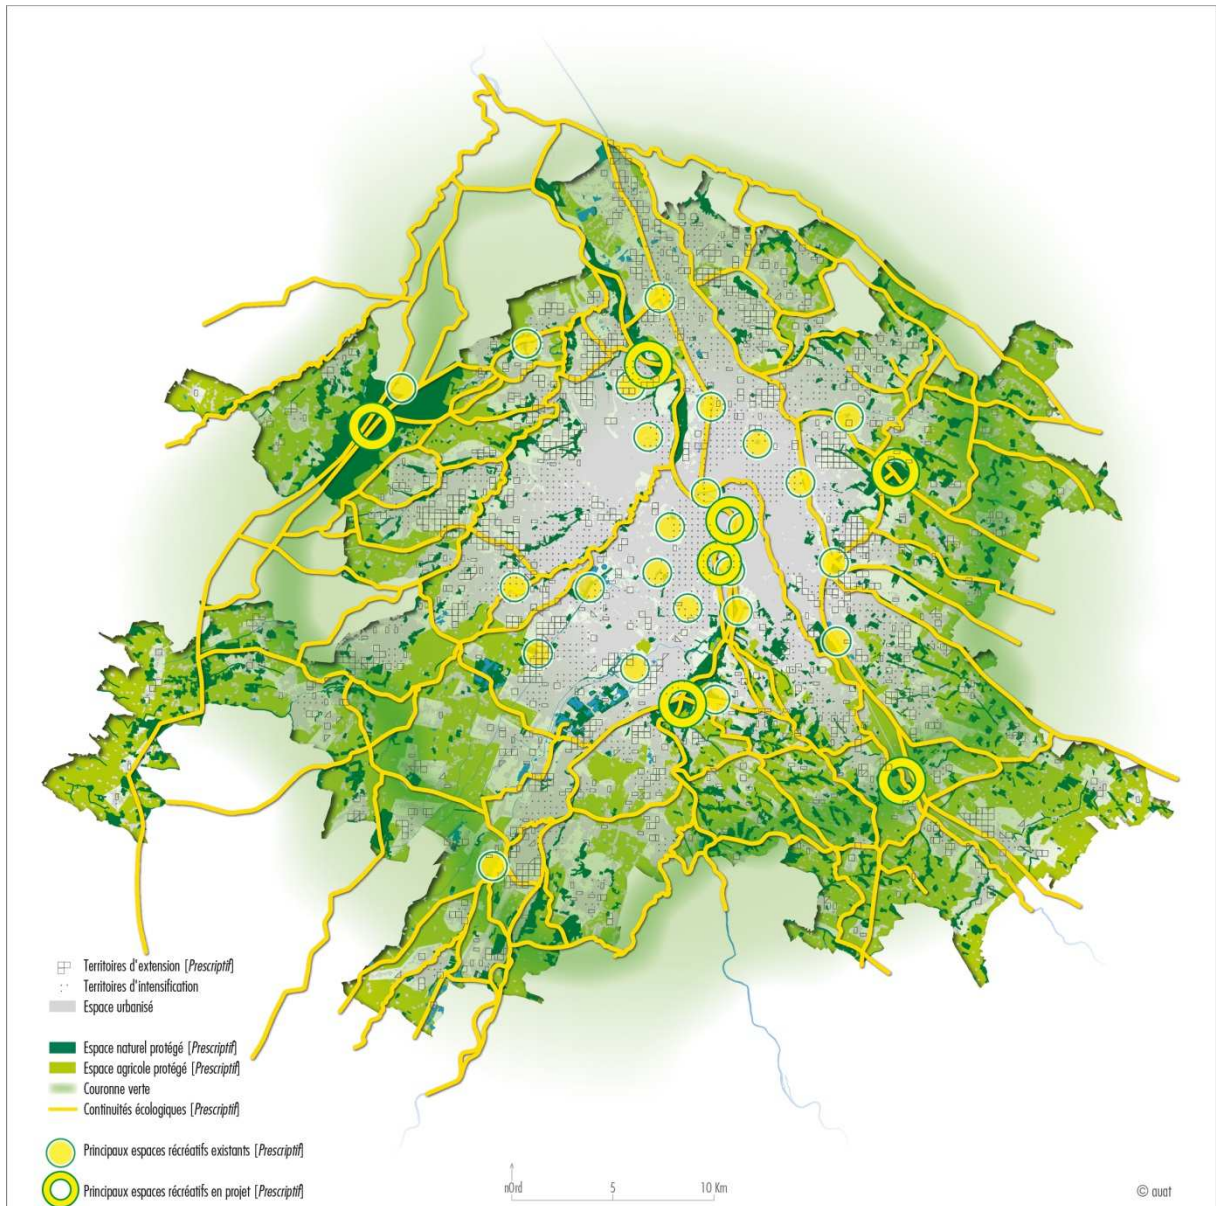 Territoires d'extension [Prescriptif]
Territoires d'intensification
Espace urbanisé
Espace naturel protégé [Prescriptif]
Espace agricole protégé [Prescriptif]
Couronne verte
Continuités écologiques [Prescriptif]
Principaux espaces récréatifs existants [Prescriptif]
Principaux espaces récréatifs en projet [Prescriptif]
nOrd 5 10 Km
© auat